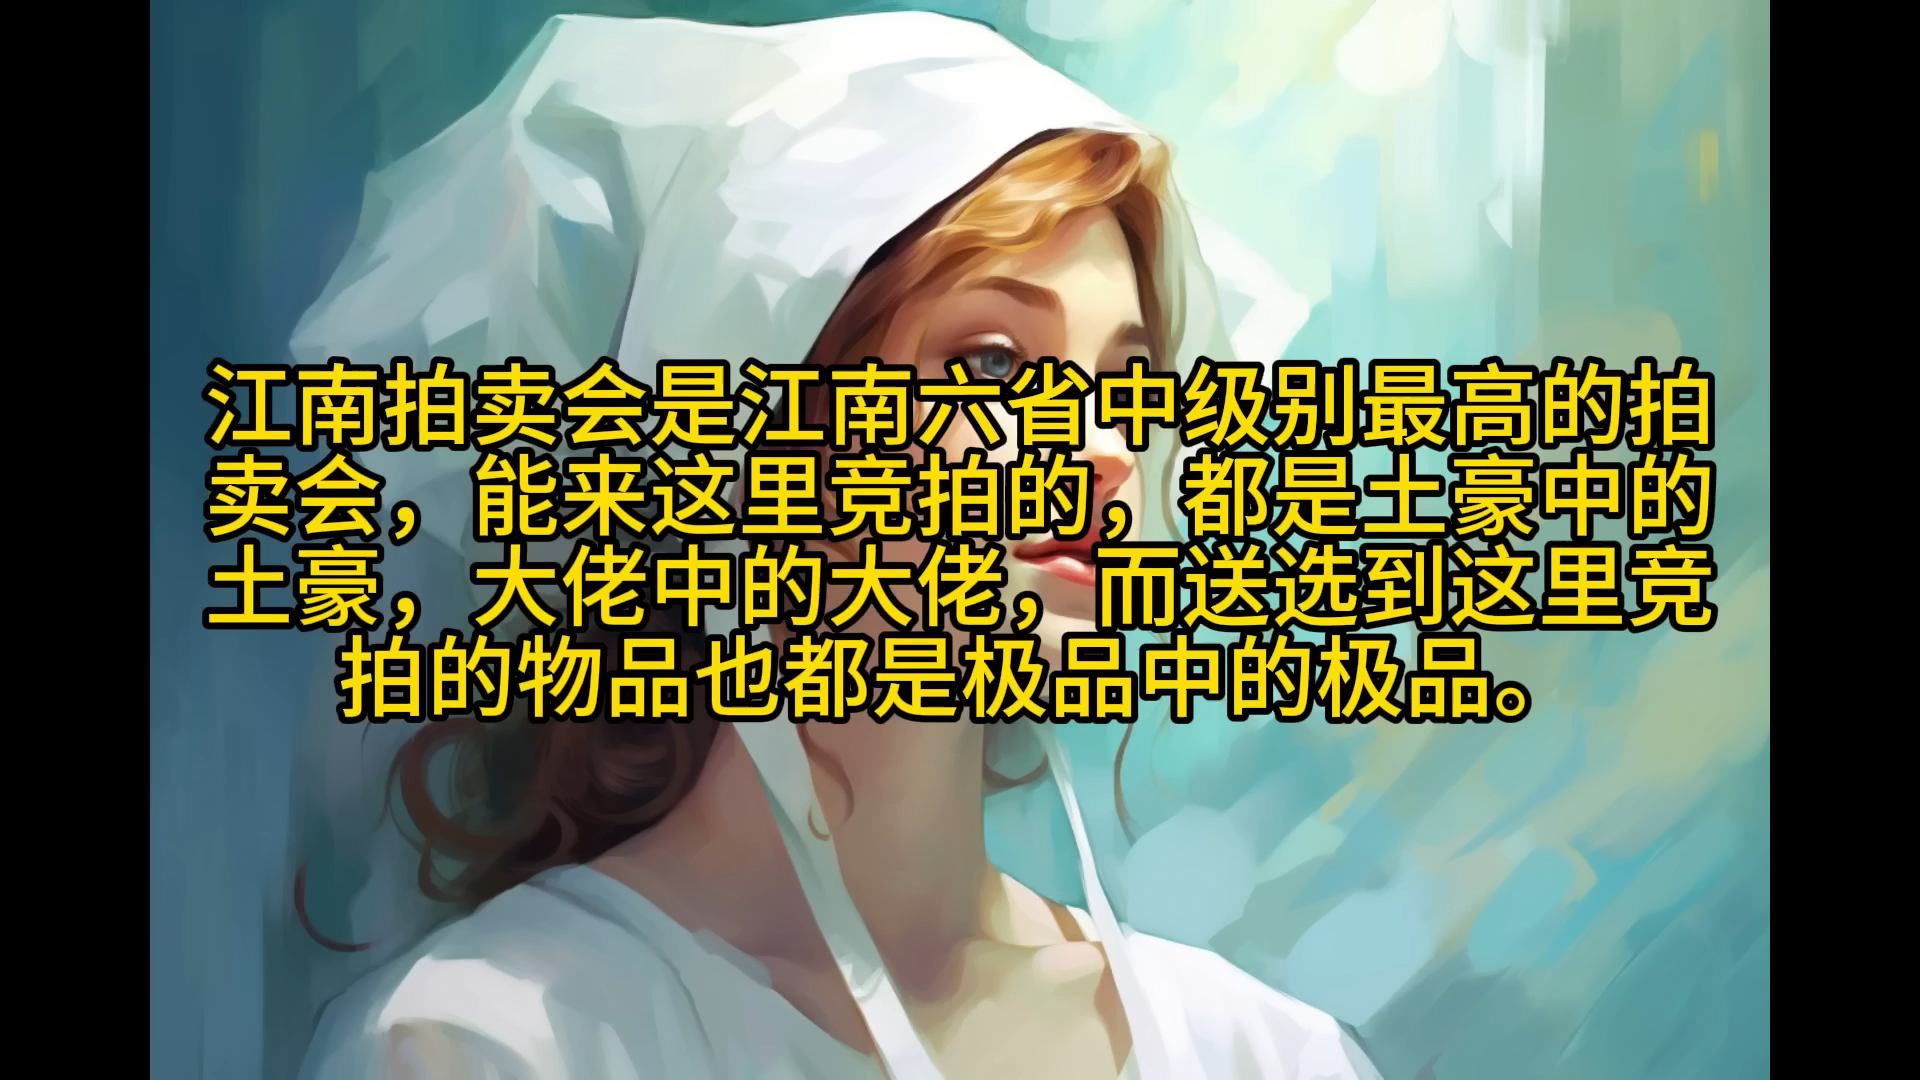 江南拍卖会是江南六省中级别最高的拍
卖会，能来这里竞拍的，都是土豪中的
土豪，大佬中的大佬，而送选到这里竞
拍的物品也都是极品中的极品。